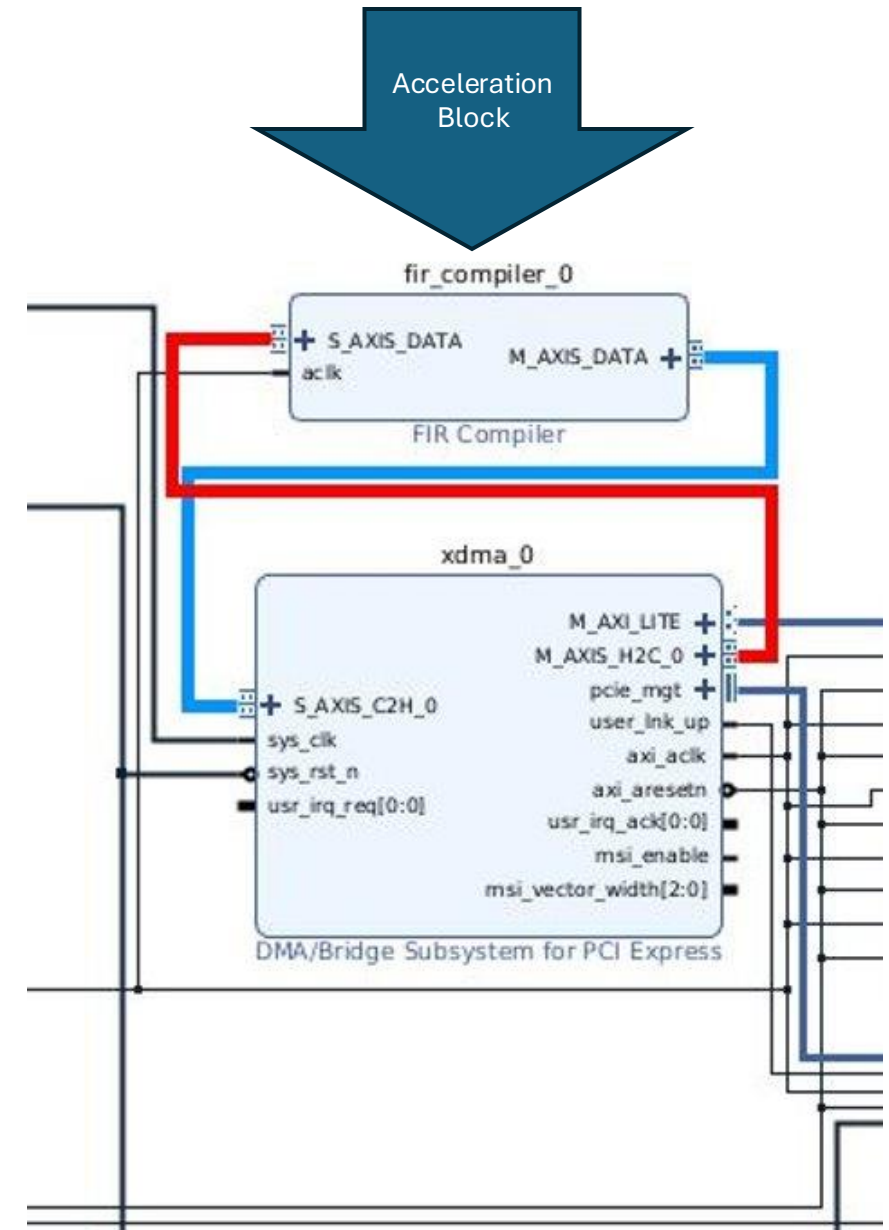 Acceleration
Block
fir_compiler_0
S_AXIS_DATA
M_AXIS_DATA
aclk
FIR Compiler
xdma_0
M_AXI_LITE
M_AXIS_H2C_0
pcie_mgt
S_AXIS_C2H_0
user_lnk_up
sys_clk
axi_aclk
sys_rst_n
axi_aresetn
usr_irq_req[0:0]
usr_irq_ack[0:0]
msi_enable
msi_vector_width[2:0]
DMA/Bridge Subsystem for PCI Express